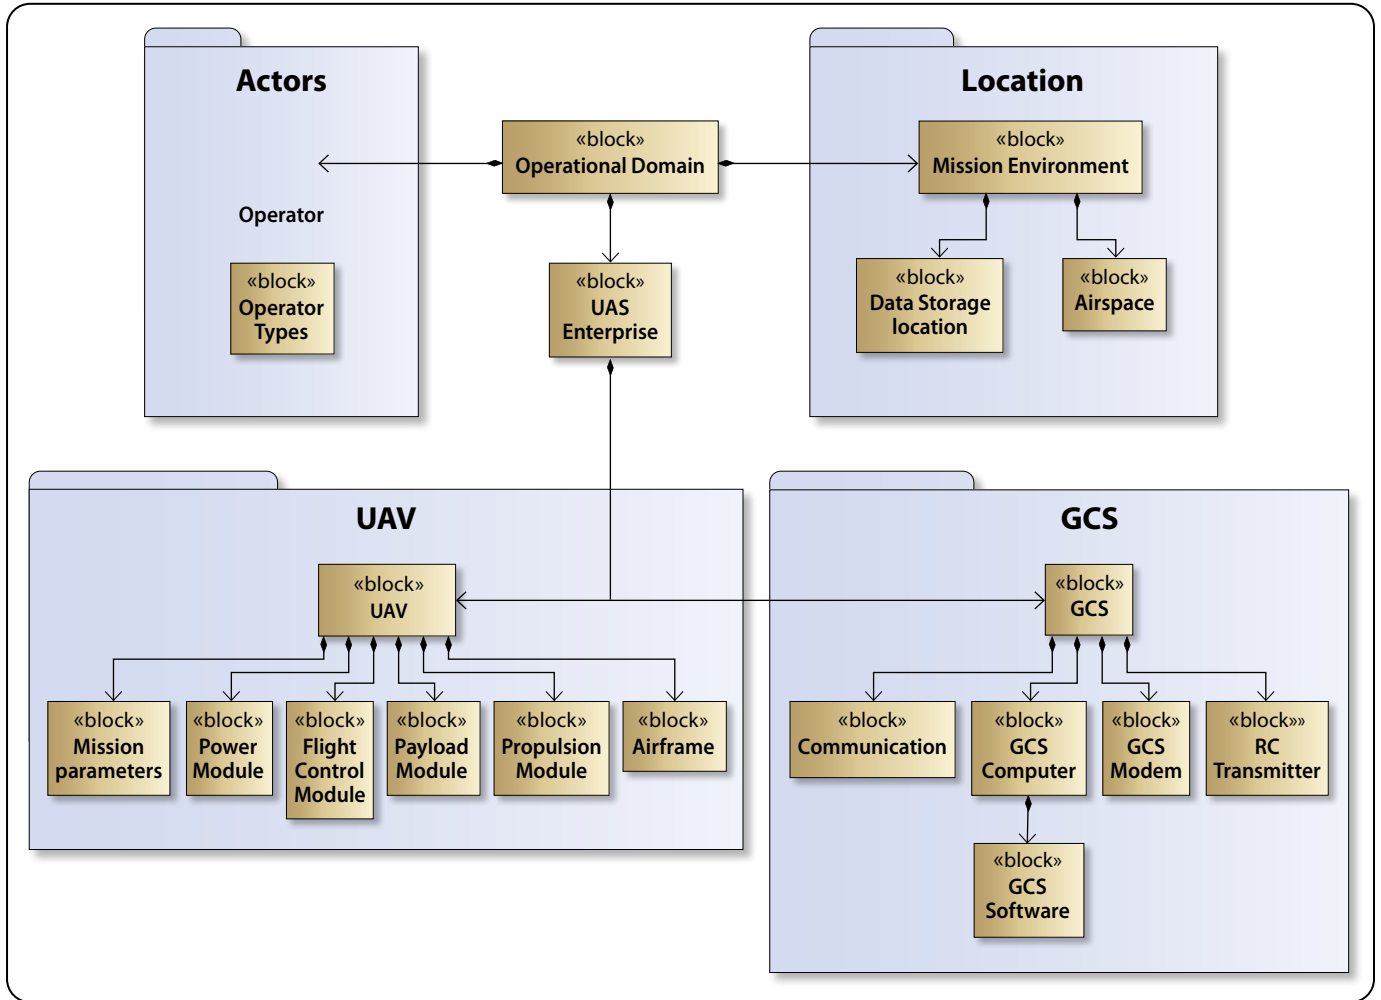 Actors
Location
«block»
Operational Domain
«block»
Mission Environment
Operator
«block»
Operator
Types
«block»
UAS
Enterprise
«block»
Data Storage
location
«block»
Airspace
UAV
GCS
«block»
UAV
«block»
GCS
«block»
Mission
parameters
«block»
Power
Module
«block»
Flight
Control
Module
«block»
Payload
Module
«block»
Propulsion
Module
«block»
Airframe
«block»
Communication
«block»
GCS
Computer
«block»
GCS
Modem
«block»»
RC
Transmitter
«block»
GCS
Software